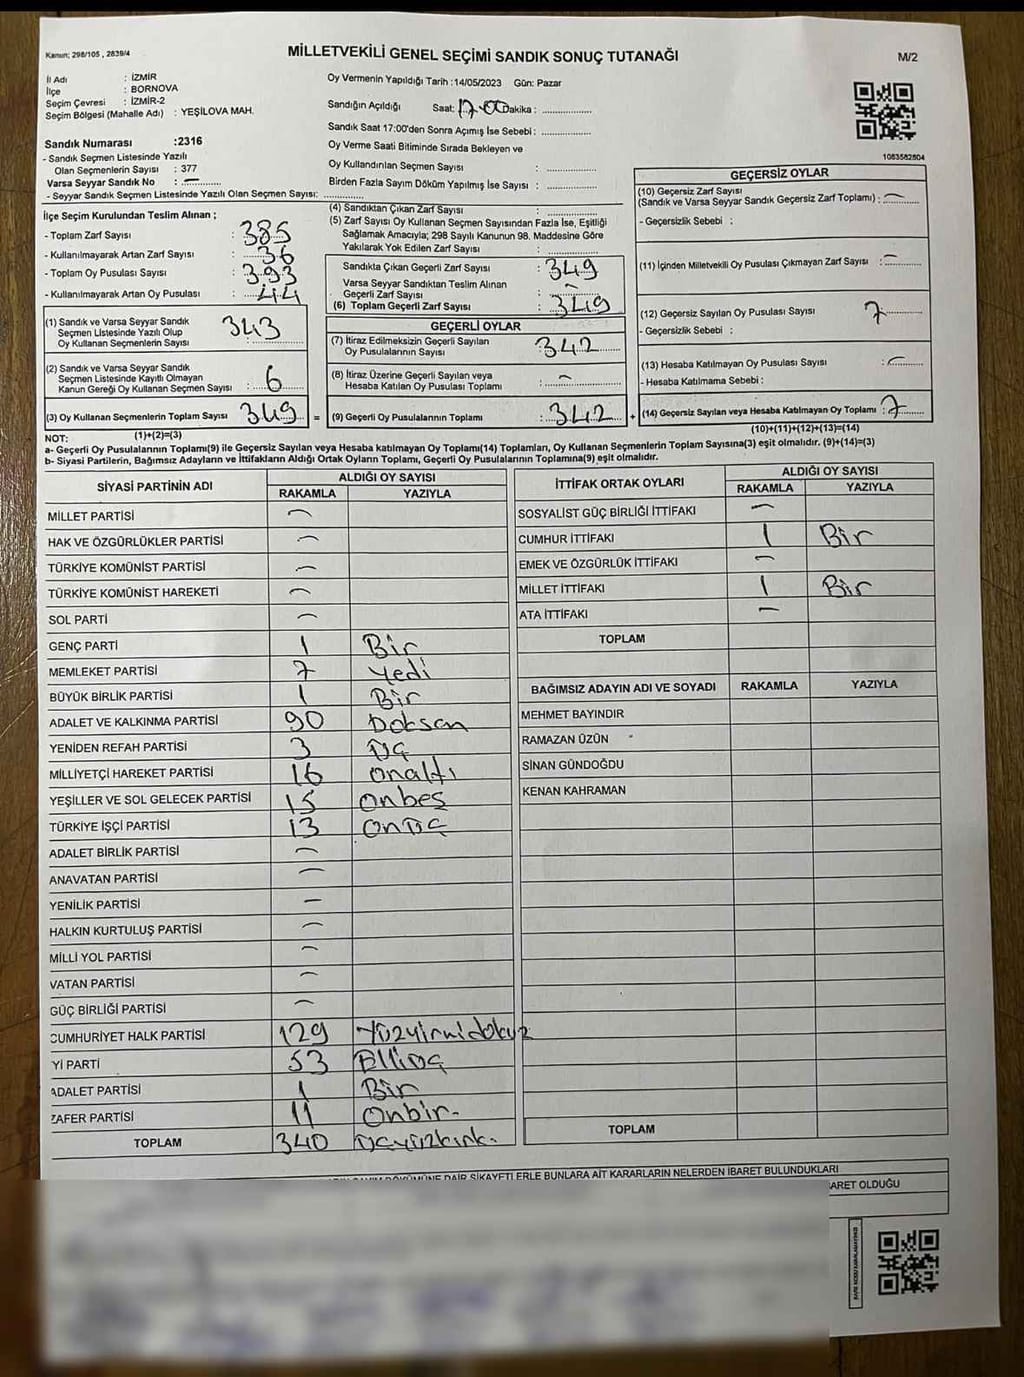 Kanun: 298/105 , 2839/4
MİLLETVEKİLİ GENEL SEÇİMİ SANDIK SONUÇ TUTANAĞI
M/2
İl Adı : İZMİR
İlçe : BORNOVA
Seçim Çevresi : İZMİR-2
Seçim Bölgesi (Mahalle Adı) : YEŞİLOVA MAH.
Sandık Numarası :2316
- Sandık Seçmen Listesinde Yazılı
Olan Seçmenlerin Sayısı : 377
Varsa Seyyar Sandık No : —
- Seyyar Sandık Seçmen Listesinde Yazılı Olan Seçmen Sayısı: ..............
Oy Vermenin Yapıldığı Tarih :14/05/2023 Gün: Pazar
Sandığın Açıldığı Saat: 17.00 Dakika : ..............
Sandık Saat 17:00'den Sonra Açımış İse Sebebi : ..............
Oy Verme Saati Bitiminde Sırada Bekleyen ve
Oy Kullandırılan Seçmen Sayısı : ..............
Birden Fazla Sayım Döküm Yapılmış İse Sayısı : ..............
1083582804
İlçe Seçim Kurulundan Teslim Alınan ;
- Toplam Zarf Sayısı : 385
- Kullanılmayarak Artan Zarf Sayısı : 36
- Toplam Oy Pusulası Sayısı : 393
- Kullanılmayarak Artan Oy Pusulası : 44
(1) Sandık ve Varsa Seyyar Sandık
Seçmen Listesinde Yazılı Olup
Oy Kullanan Seçmenlerin Sayısı 343
(2) Sandık ve Varsa Seyyar Sandık
Seçmen Listesinde Kayıtlı Olmayan
Kanun Gereği Oy Kullanan Seçmen Sayısı : 6
(3) Oy Kullanan Seçmenlerin Toplam Sayısı 349 =
(1)+(2)=(3)
(4) Sandıktan Çıkan Zarf Sayısı : ..............
(5) Zarf Sayısı Oy Kullanan Seçmen Sayısından Fazla İse, Eşitliği
Sağlamak Amacıyla; 298 Sayılı Kanunun 98. Maddesine Göre
Yakılarak Yok Edilen Zarf Sayısı : ..............
Sandıkta Çıkan Geçerli Zarf Sayısı : 349
Varsa Seyyar Sandıktan Teslim Alınan
Geçerli Zarf Sayısı : —
(6) Toplam Geçerli Zarf Sayısı : 349
GEÇERLİ OYLAR
(7) İtiraz Edilmeksizin Geçerli Sayılan
Oy Pusulalarının Sayısı 342
(8) İtiraz Üzerine Geçerli Sayılan veya
Hesaba Katılan Oy Pusulası Toplamı : —
(9) Geçerli Oy Pusulalarının Toplamı : 342 +
GEÇERSİZ OYLAR
(10) Geçersiz Zarf Sayısı
(Sandık ve Varsa Seyyar Sandık Geçersiz Zarf Toplamı) : —
- Geçersizlik Sebebi :
(11) İçinden Milletvekili Oy Pusulası Çıkmayan Zarf Sayısı : —
(12) Geçersiz Sayılan Oy Pusulası Sayısı 7
- Geçersizlik Sebebi :
(13) Hesaba Katılmayan Oy Pusulası Sayısı : —
- Hesaba Katılmama Sebebi :
(14) Geçersiz Sayılan veya Hesaba Katılmayan Oy Toplamı : 7
(10)+(11)+(12)+(13)=(14)
NOT:
a- Geçerli Oy Pusulalarının Toplamı(9) ile Geçersiz Sayılan veya Hesaba katılmayan Oy Toplamı(14) Toplamları, Oy Kullanan Seçmenlerin Toplam Sayısına(3) eşit olmalıdır. (9)+(14)=(3)
b- Siyasi Partilerin, Bağımsız Adayların ve İttifakların Aldığı Ortak Oyların Toplamı, Geçerli Oy Pusulalarının Toplamına(9) eşit olmalıdır.
SİYASİ PARTİNİN ADI
ALDIĞI OY SAYISI
RAKAMLA YAZIYLA
MİLLET PARTİSİ —
HAK VE ÖZGÜRLÜKLER PARTİSİ —
TÜRKİYE KOMÜNİST PARTİSİ —
TÜRKİYE KOMÜNİST HAREKETİ —
SOL PARTİ —
GENÇ PARTİ 1 Bir
MEMLEKET PARTİSİ 7 Yedi
BÜYÜK BİRLİK PARTİSİ 1 Bir
ADALET VE KALKINMA PARTİSİ 90 Doksan
YENİDEN REFAH PARTİSİ 3 Üç
MİLLİYETÇİ HAREKET PARTİSİ 16 Onaltı
YEŞİLLER VE SOL GELECEK PARTİSİ 15 Onbeş
TÜRKİYE İŞÇİ PARTİSİ 13 Onüç
ADALET BİRLİK PARTİSİ —
ANAVATAN PARTİSİ —
YENİLİK PARTİSİ —
HALKIN KURTULUŞ PARTİSİ —
MİLLİ YOL PARTİSİ —
VATAN PARTİSİ —
GÜÇ BİRLİĞİ PARTİSİ —
CUMHURİYET HALK PARTİSİ 129 Yüzyirmidokuz
İYİ PARTİ 53 Elliüç
ADALET PARTİSİ 1 Bir
ZAFER PARTİSİ 11 Onbir-
TOPLAM 340 Üçyüzkırk.
İTTİFAK ORTAK OYLARI
ALDIĞI OY SAYISI
RAKAMLA YAZIYLA
SOSYALİST GÜÇ BİRLİĞİ İTTİFAKI —
CUMHUR İTTİFAKI 1 Bir
EMEK VE ÖZGÜRLÜK İTTİFAKI —
MİLLET İTTİFAKI 1 Bir
ATA İTTİFAKI —
TOPLAM
BAĞIMSIZ ADAYIN ADI VE SOYADI RAKAMLA YAZIYLA
MEHMET BAYINDIR
RAMAZAN ÜZÜN
SİNAN GÜNDOĞDU
KENAN KAHRAMAN
TOPLAM
DÖKÜMÜNE DAİR ŞİKAYETLERLE BUNLARA AİT KARARLARIN NELERDEN İBARET BULUNDUKLARI
BARET OLDUĞU